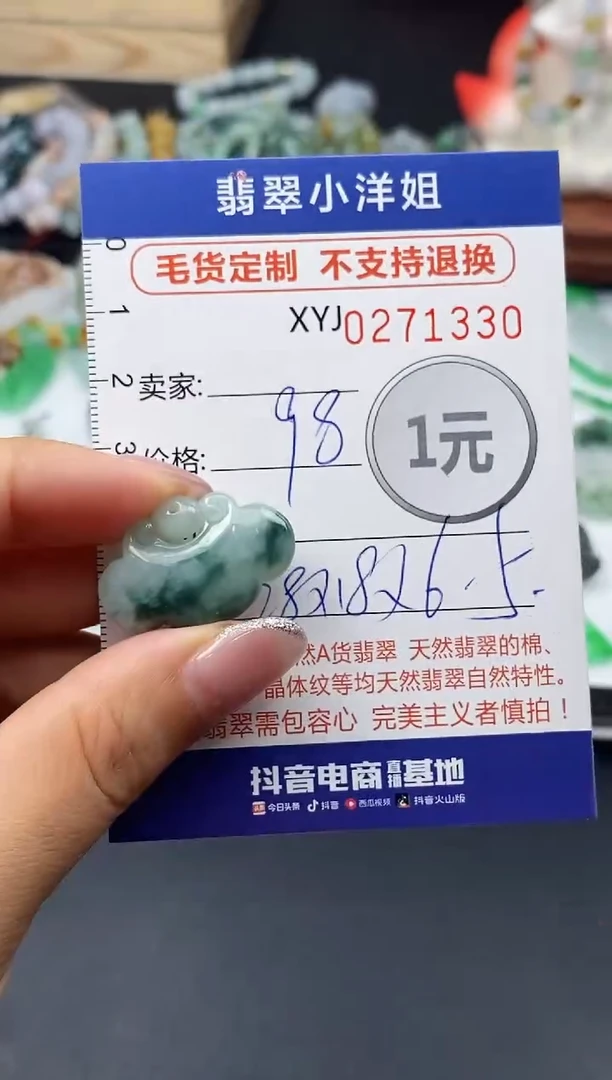 翡翠小洋姐
毛货定制 不支持退换
XYJ0271330
0
1
2
3
卖家:
98
1元
价格:
28X18X6.5.
然A货翡翠 天然翡翠的棉、
晶体纹等均天然翡翠自然特性。
翡翠需包容心 完美主义者慎拍！
抖音电商直播基地
头条 今日头条 抖音 西瓜视频 抖音火山版